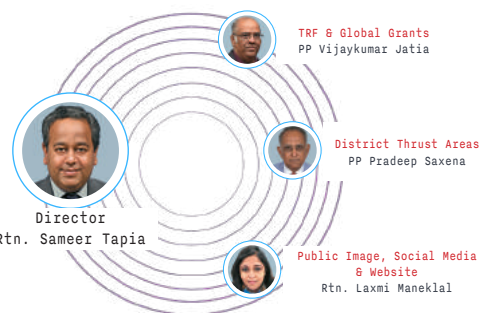 TRF & Global Grants
PP Vijaykumar Jatia
District Thrust Areas
PP Pradeep Saxena
Director
Rtn. Sameer Tapia
Public Image, Social Media
& Website
Rtn. Laxmi Maneklal